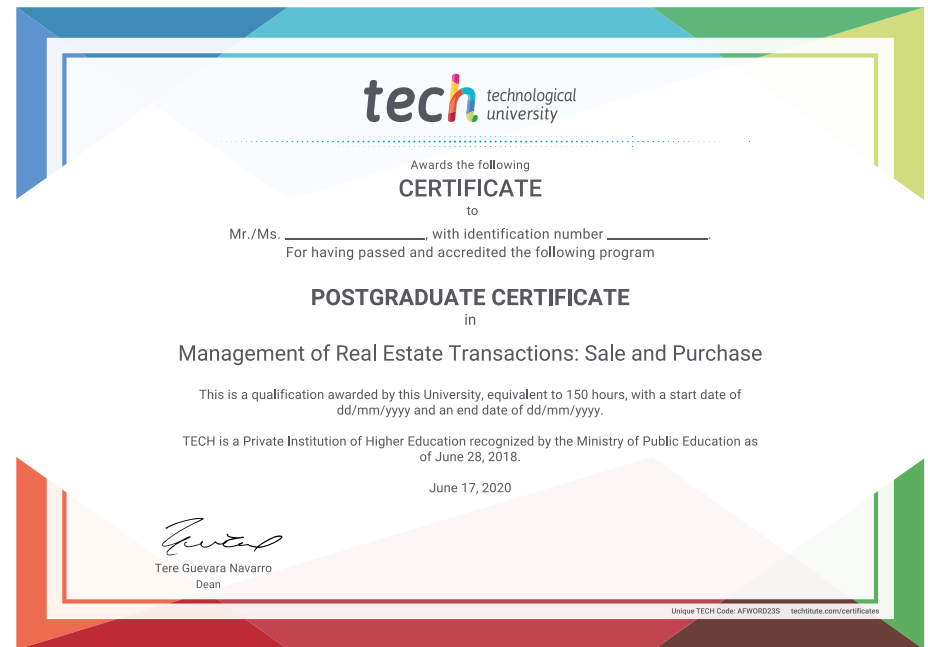 tech technological
university
Awards the following
CERTIFICATE
to
Mr./Ms. ____________________, with identification number ______________.
For having passed and accredited the following program
POSTGRADUATE CERTIFICATE
in
Management of Real Estate Transactions: Sale and Purchase
This is a qualification awarded by this University, equivalent to 150 hours, with a start date of
dd/mm/yyyy and an end date of dd/mm/yyyy.
TECH is a Private Institution of Higher Education recognized by the Ministry of Public Education as
of June 28, 2018.
June 17, 2020
Tere Guevara Navarro
Dean
Unique TECH Code: AFWORD23S techtitute.com/certificates